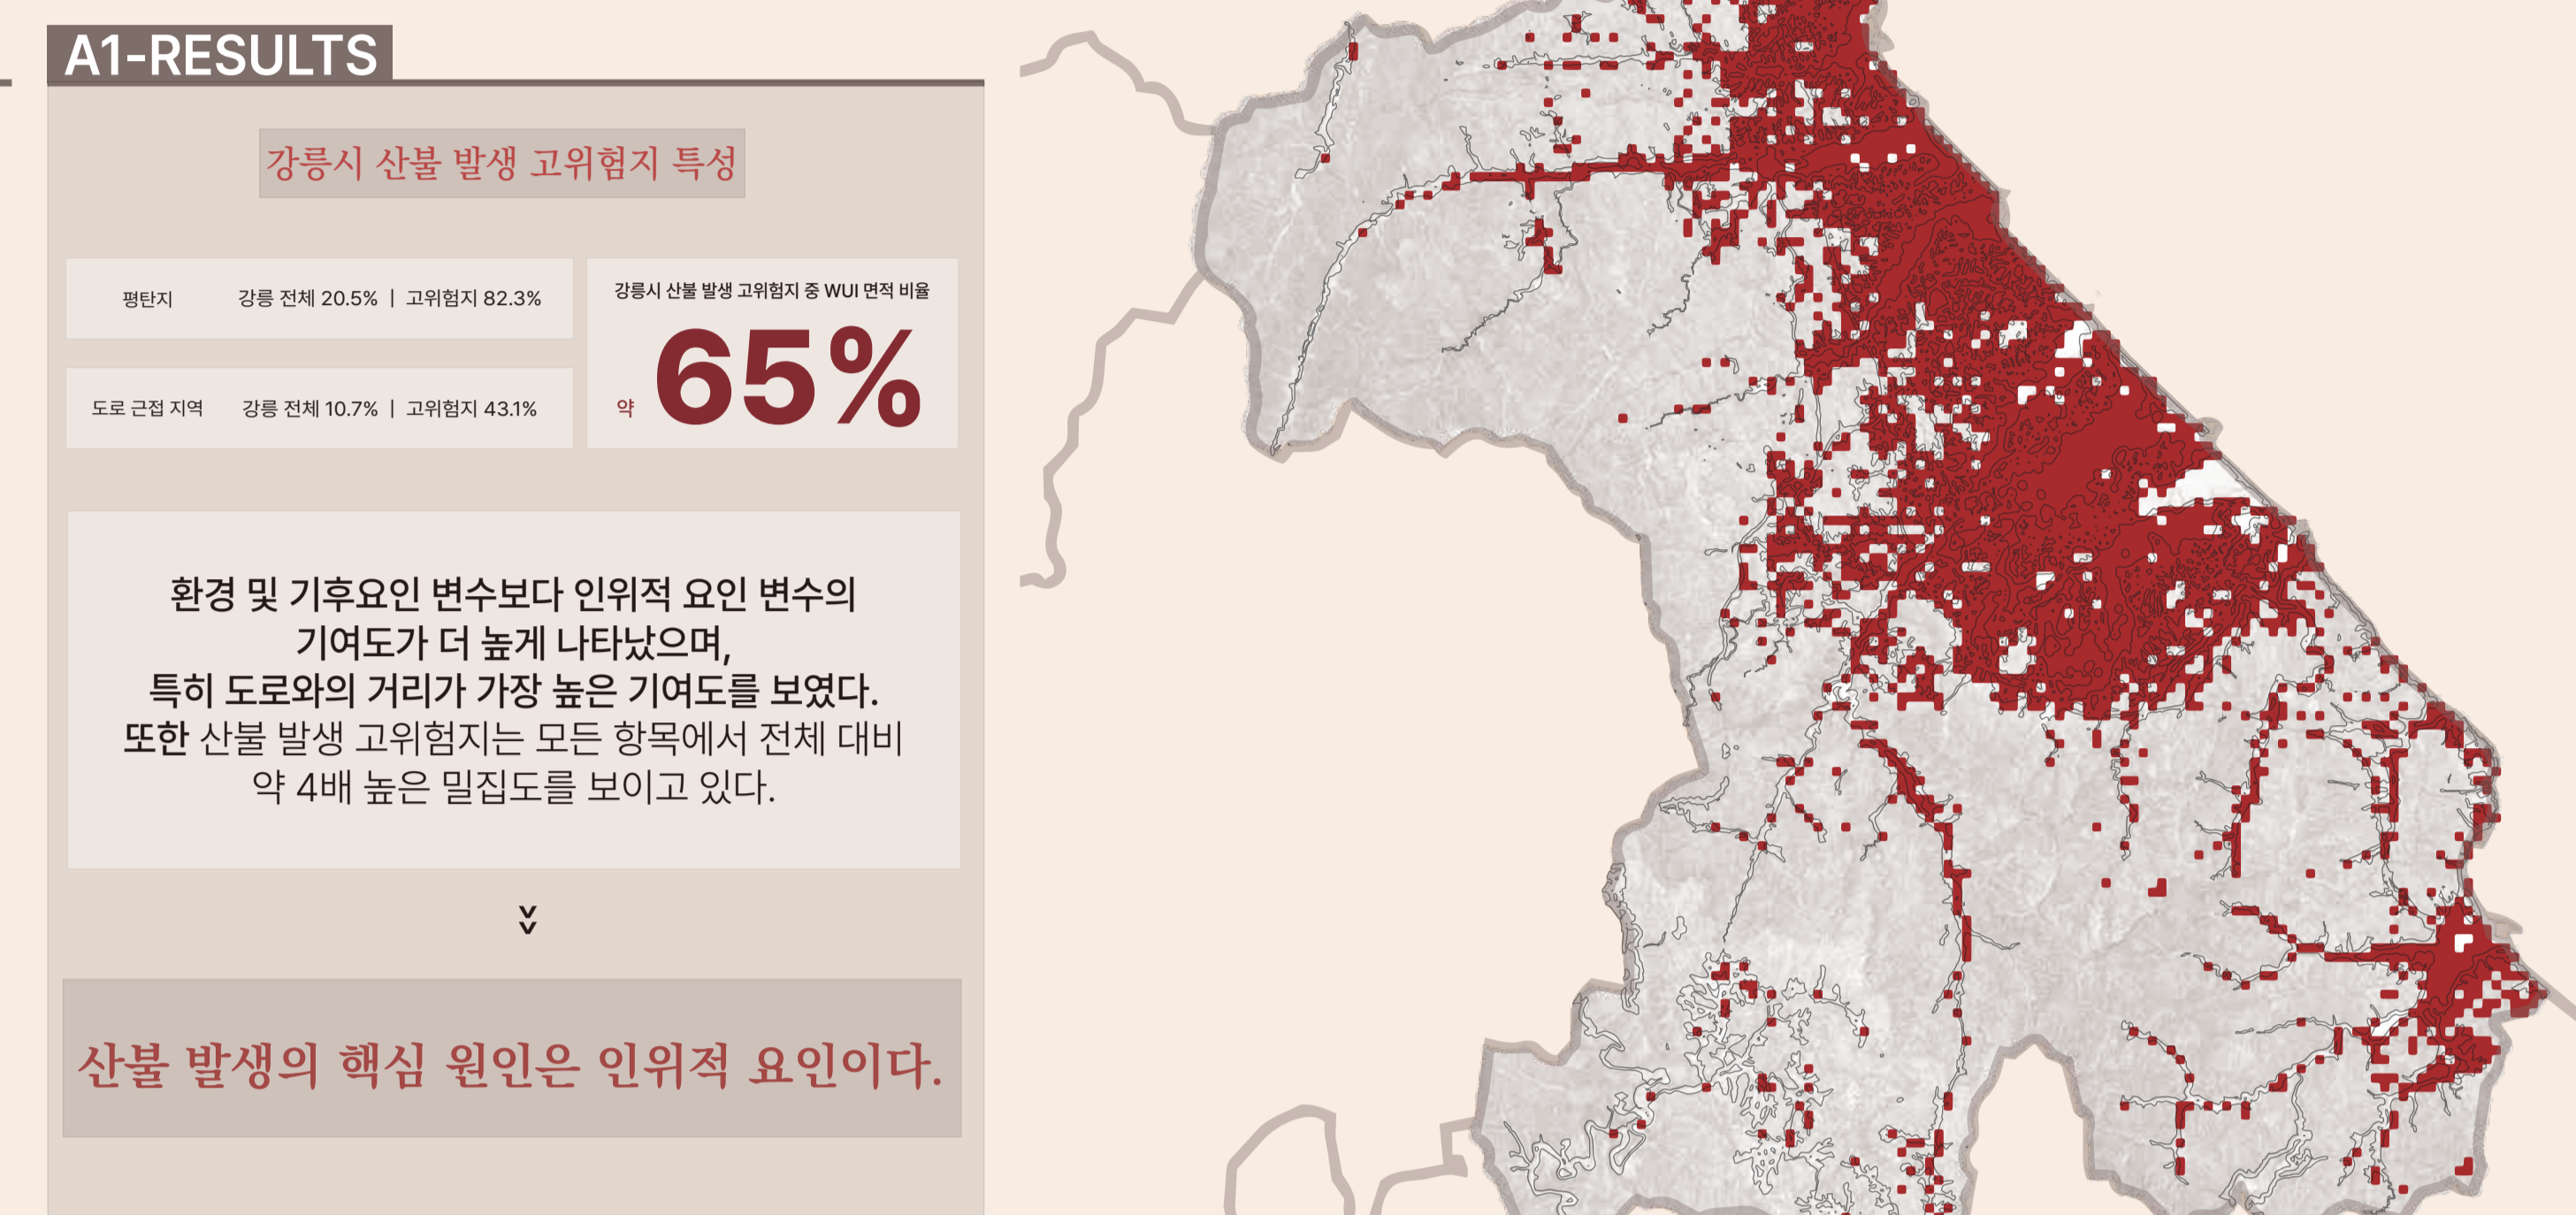 A1-RESULTS
강릉시 산불 발생 고위험지 특성
평탄지 강릉 전체 20.5% | 고위험지 82.3%
도로 근접 지역 강릉 전체 10.7% | 고위험지 43.1%
강릉시 산불 발생 고위험지 중 WUI 면적 비율
약 65%
환경 및 기후요인 변수보다 인위적 요인 변수의
기여도가 더 높게 나타났으며,
특히 도로와의 거리가 가장 높은 기여도를 보였다.
또한 산불 발생 고위험지는 모든 항목에서 전체 대비
약 4배 높은 밀집도를 보이고 있다.
산불 발생의 핵심 원인은 인위적 요인이다.